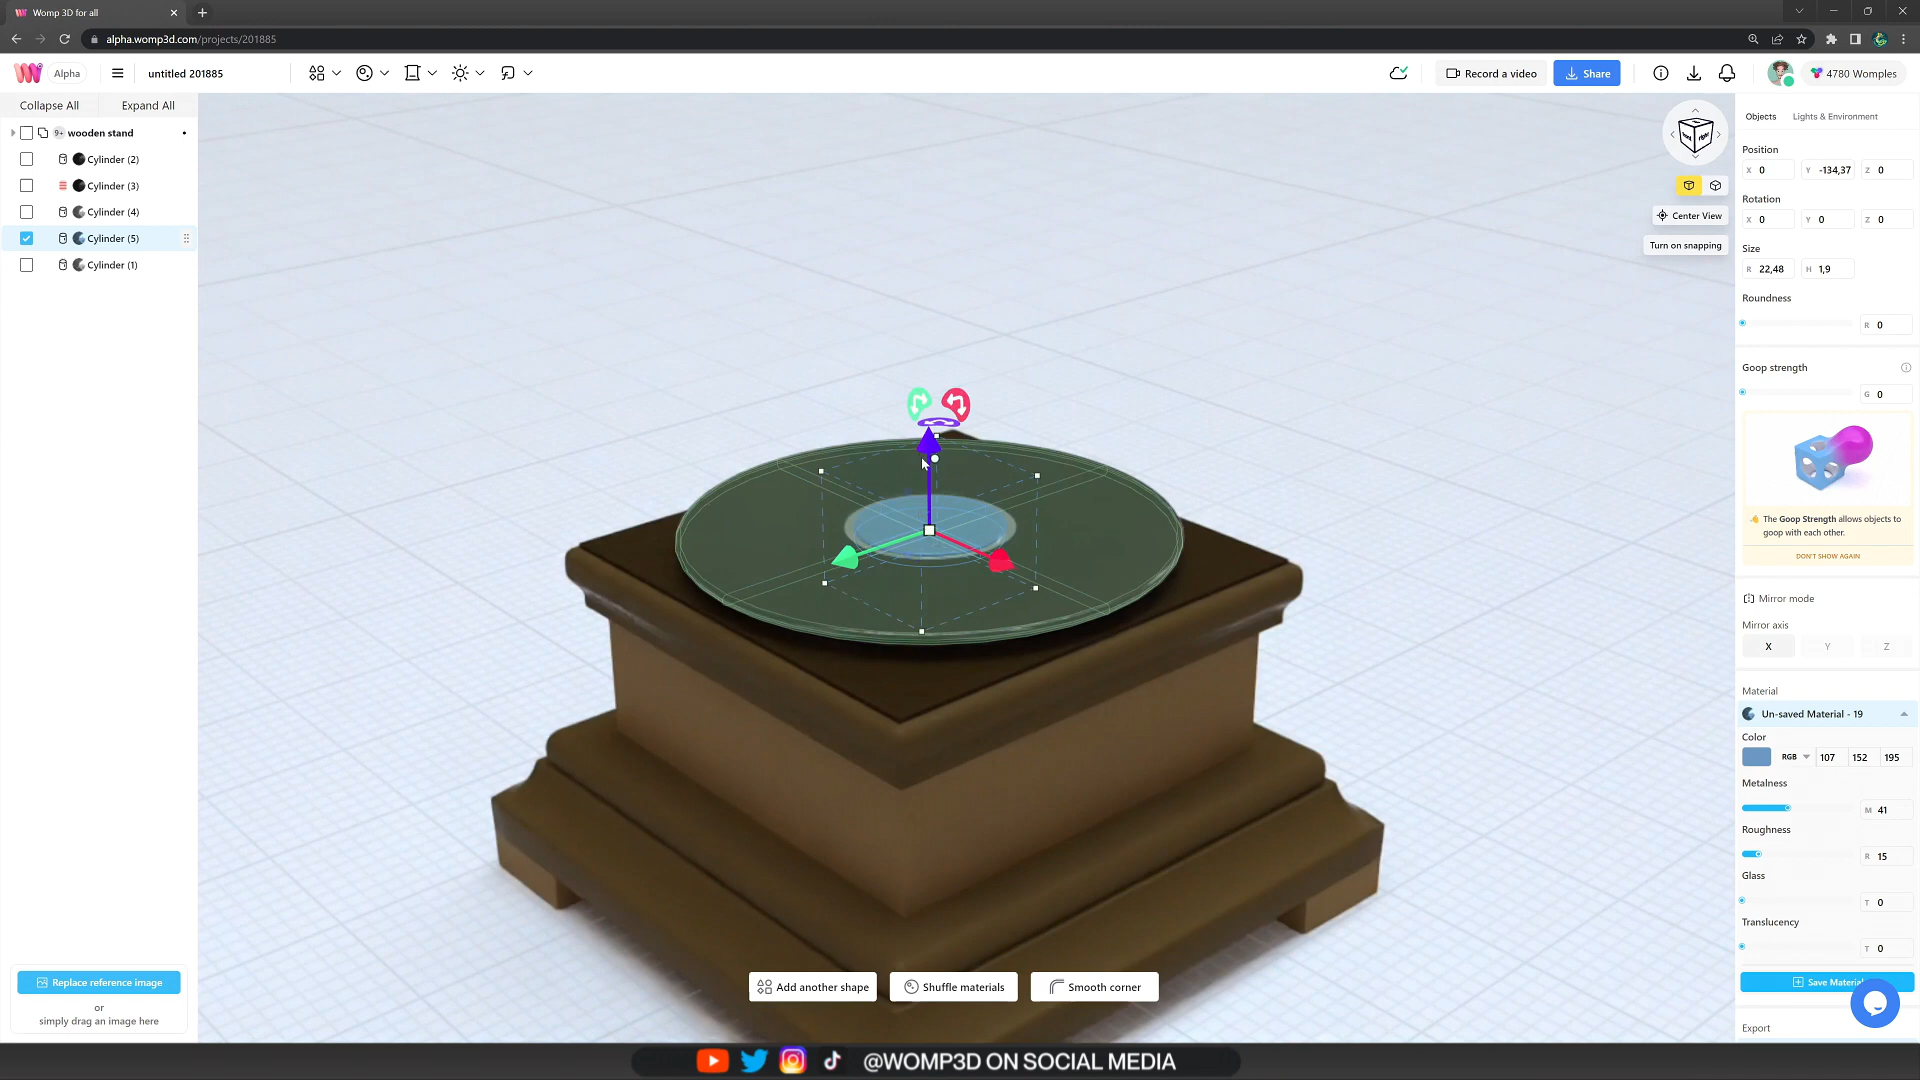 Womp 3D for all
alpha.womp3d.com/projects/201885
Alpha
untitled 201885
Record a video
Share
4780 Womples
Collapse All
Expand All
9+ wooden stand
Cylinder (2)
Cylinder (3)
Cylinder (4)
Cylinder (5)
Cylinder (1)
Center View
Turn on snapping
Objects
Lights & Environment
Position
X 0
Y -134,37
Z 0
Rotation
X 0
Y 0
Z 0
Size
R 22,48
H 1,9
Roundness
R 0
Goop strength
G 0
The Goop Strength allows objects to
goop with each other.
DON'T SHOW AGAIN
Mirror mode
Mirror axis
X
Y
Z
Material
Un-saved Material - 19
Color
RGB
107
152
195
Metalness
M 41
Roughness
R 15
Glass
T 0
Translucency
T 0
Save Material
Export
Replace reference image
or
simply drag an image here
Add another shape
Shuffle materials
Smooth corner
@WOMP3D ON SOCIAL MEDIA